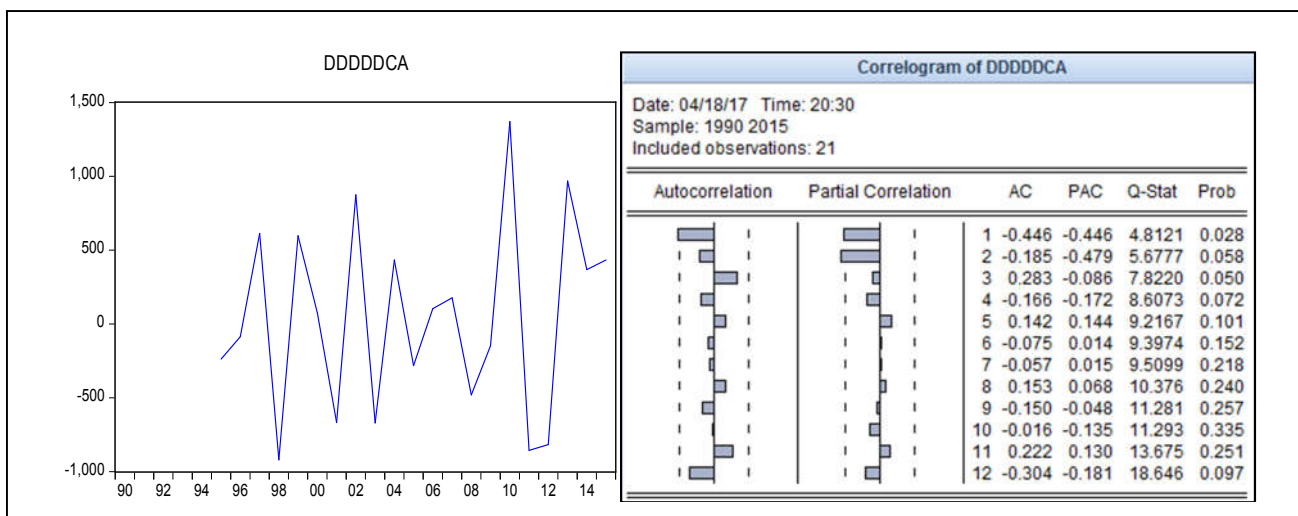 DDDDDCA
1,500
1,000
500
0
-500
-1,000
90 92 94 96 98 00 02 04 06 08 10 12 14
Correlogram of DDDDDCA
Date: 04/18/17 Time: 20:30
Sample: 1990 2015
Included observations: 21
Autocorrelation Partial Correlation AC PAC Q-Stat Prob
1 -0.446 -0.446 4.8121 0.028
2 -0.185 -0.479 5.6777 0.058
3 0.283 -0.086 7.8220 0.050
4 -0.166 -0.172 8.6073 0.072
5 0.142 0.144 9.2167 0.101
6 -0.075 0.014 9.3974 0.152
7 -0.057 0.015 9.5099 0.218
8 0.153 0.068 10.376 0.240
9 -0.150 -0.048 11.281 0.257
10 -0.016 -0.135 11.293 0.335
11 0.222 0.130 13.675 0.251
12 -0.304 -0.181 18.646 0.097